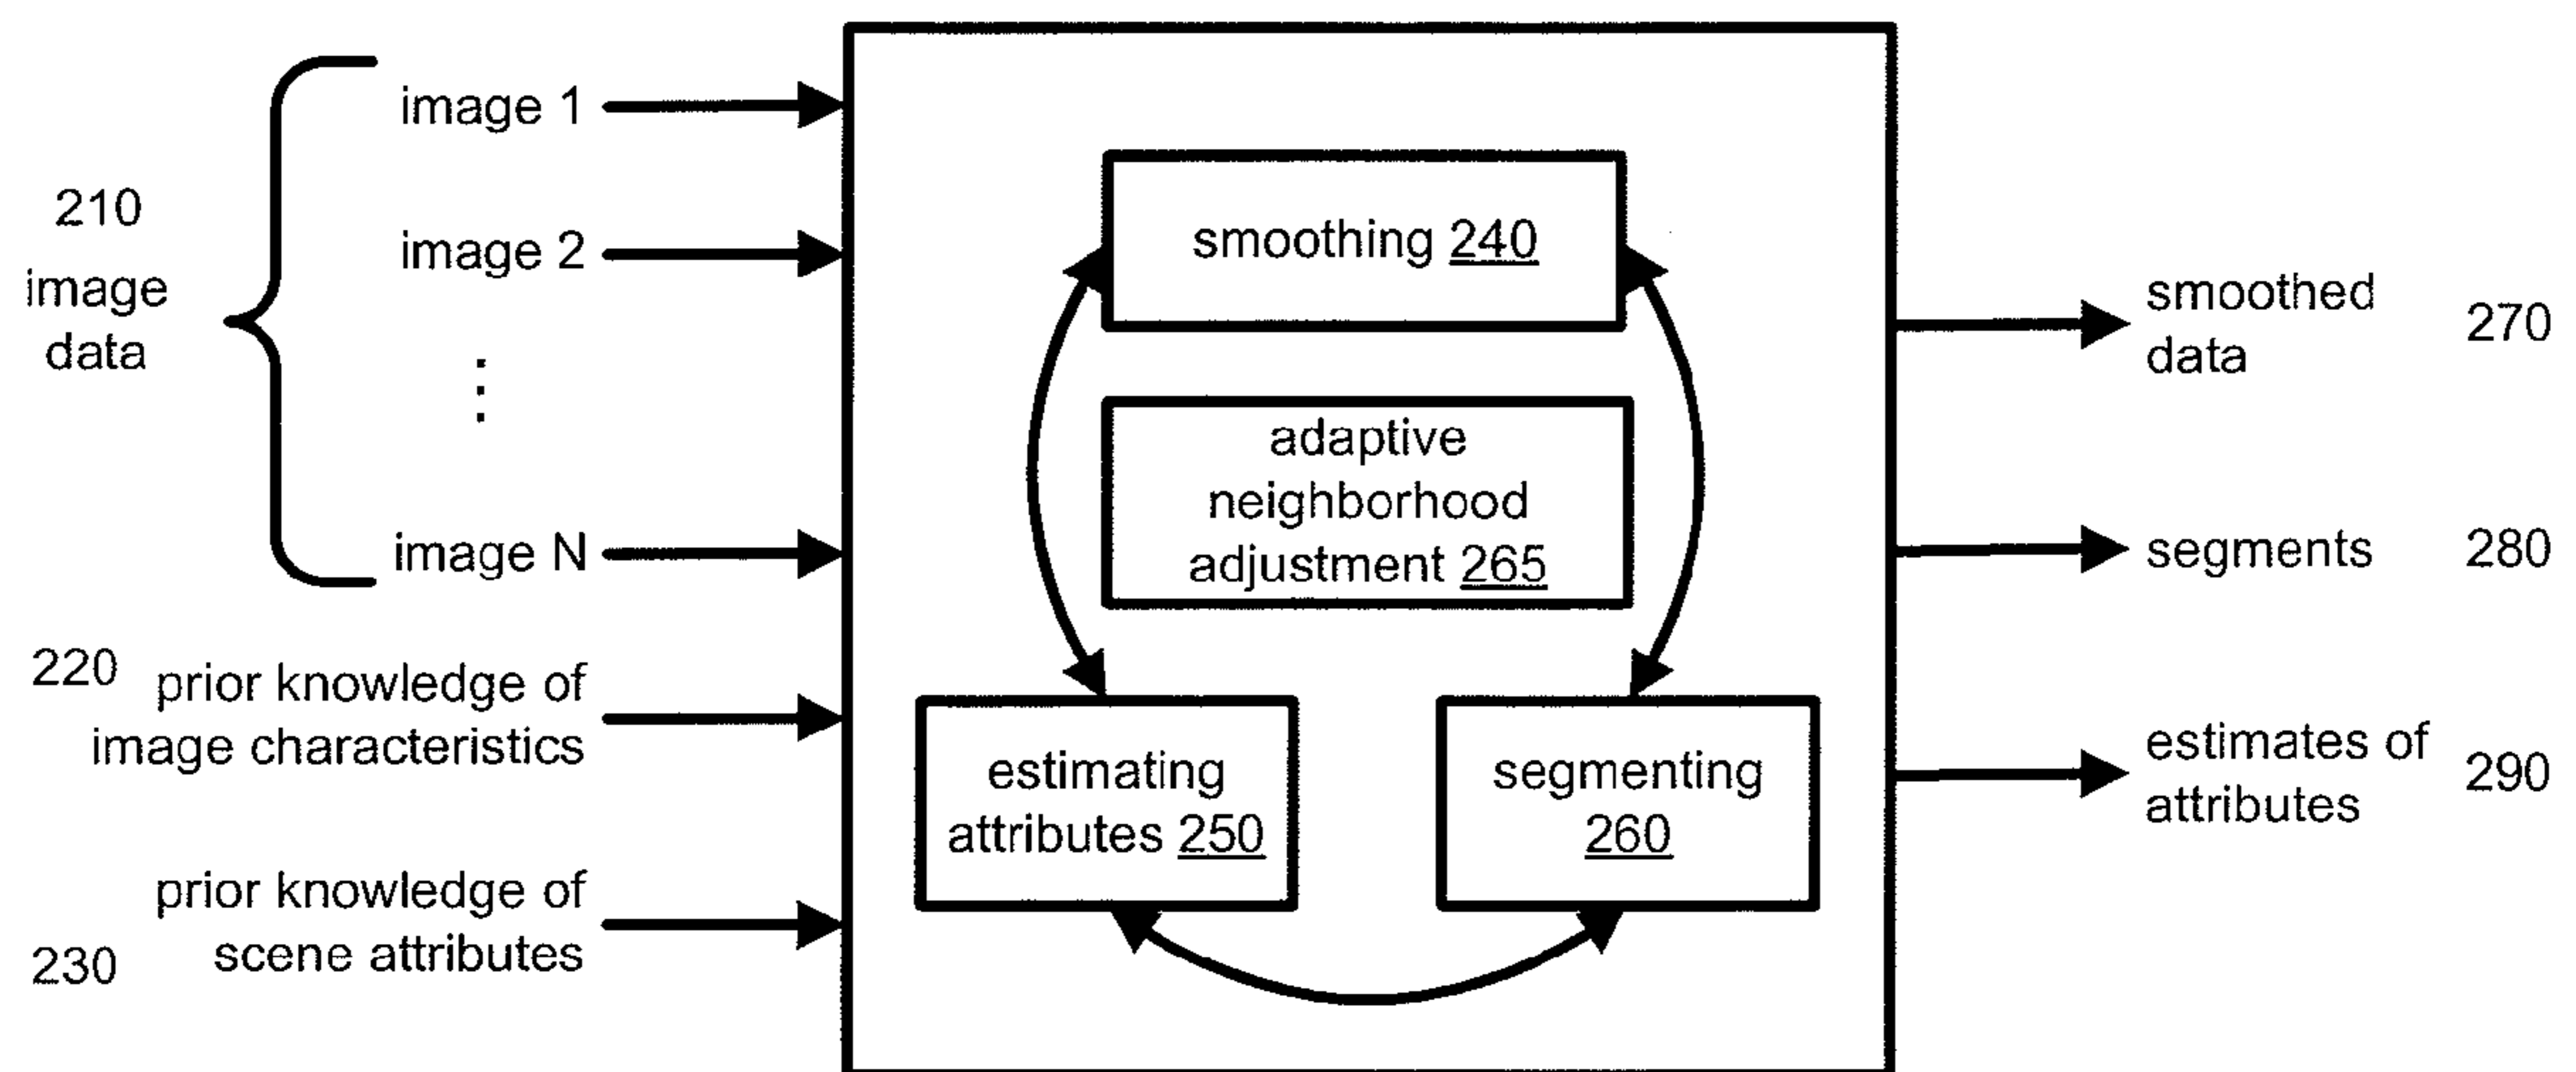 210
image
data
image 1
image 2
⋮
image N
220
prior knowledge of
image characteristics
prior knowledge of
scene attributes
230
smoothing 240
adaptive
neighborhood
adjustment 265
estimating
attributes 250
segmenting
260
smoothed
data
270
segments
280
estimates of
attributes
290